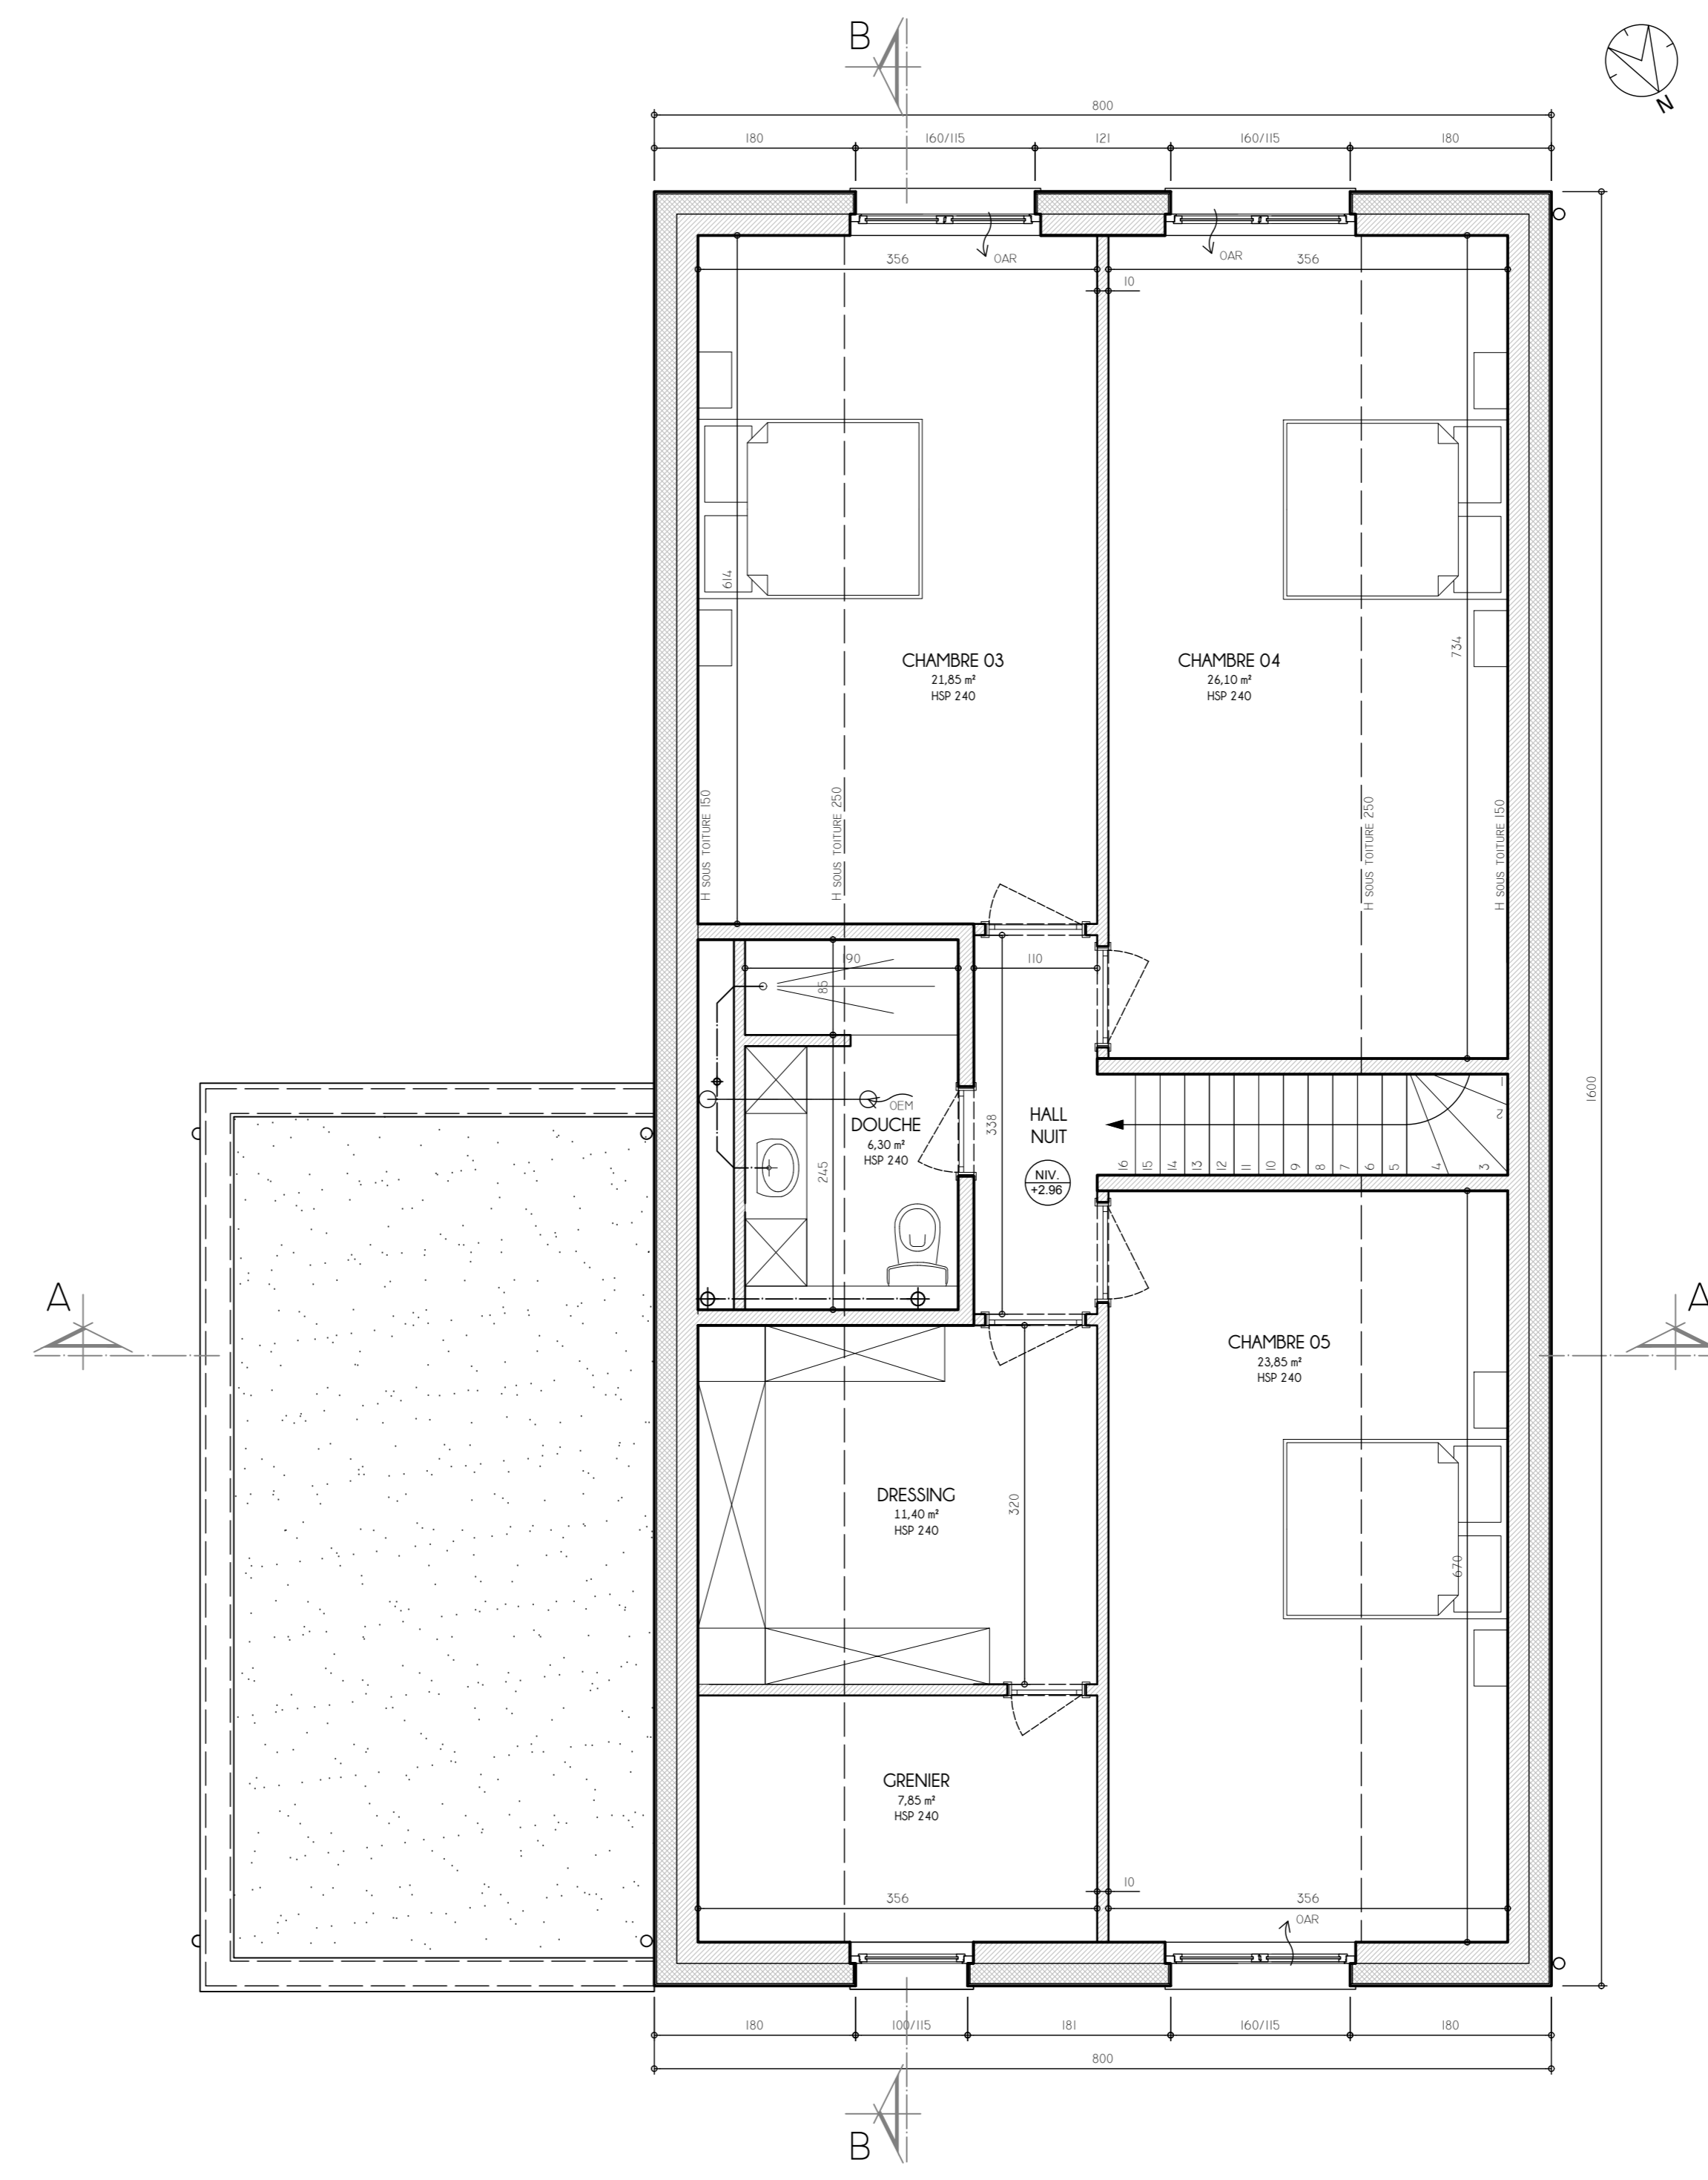 B
N
800
180
160/115
121
160/115
180
OAR
OAR
356
356
10
614
734
CHAMBRE 03
21,85 m²
HSP 240
CHAMBRE 04
26,10 m²
HSP 240
H SOUS TOITURE 150
H SOUS TOITURE 250
H SOUS TOITURE 250
H SOUS TOITURE 150
190
110
85
1600
OEM
DOUCHE
6,30 m²
HSP 240
245
338
HALL
NUIT
NIV.
+2.96
16
15
14
13
12
11
10
9
8
7
6
5
4
3
2
1
A
A
CHAMBRE 05
23,85 m²
HSP 240
DRESSING
11,40 m²
HSP 240
320
670
GRENIER
7,85 m²
HSP 240
10
356
356
OAR
180
100/115
181
160/115
180
800
B